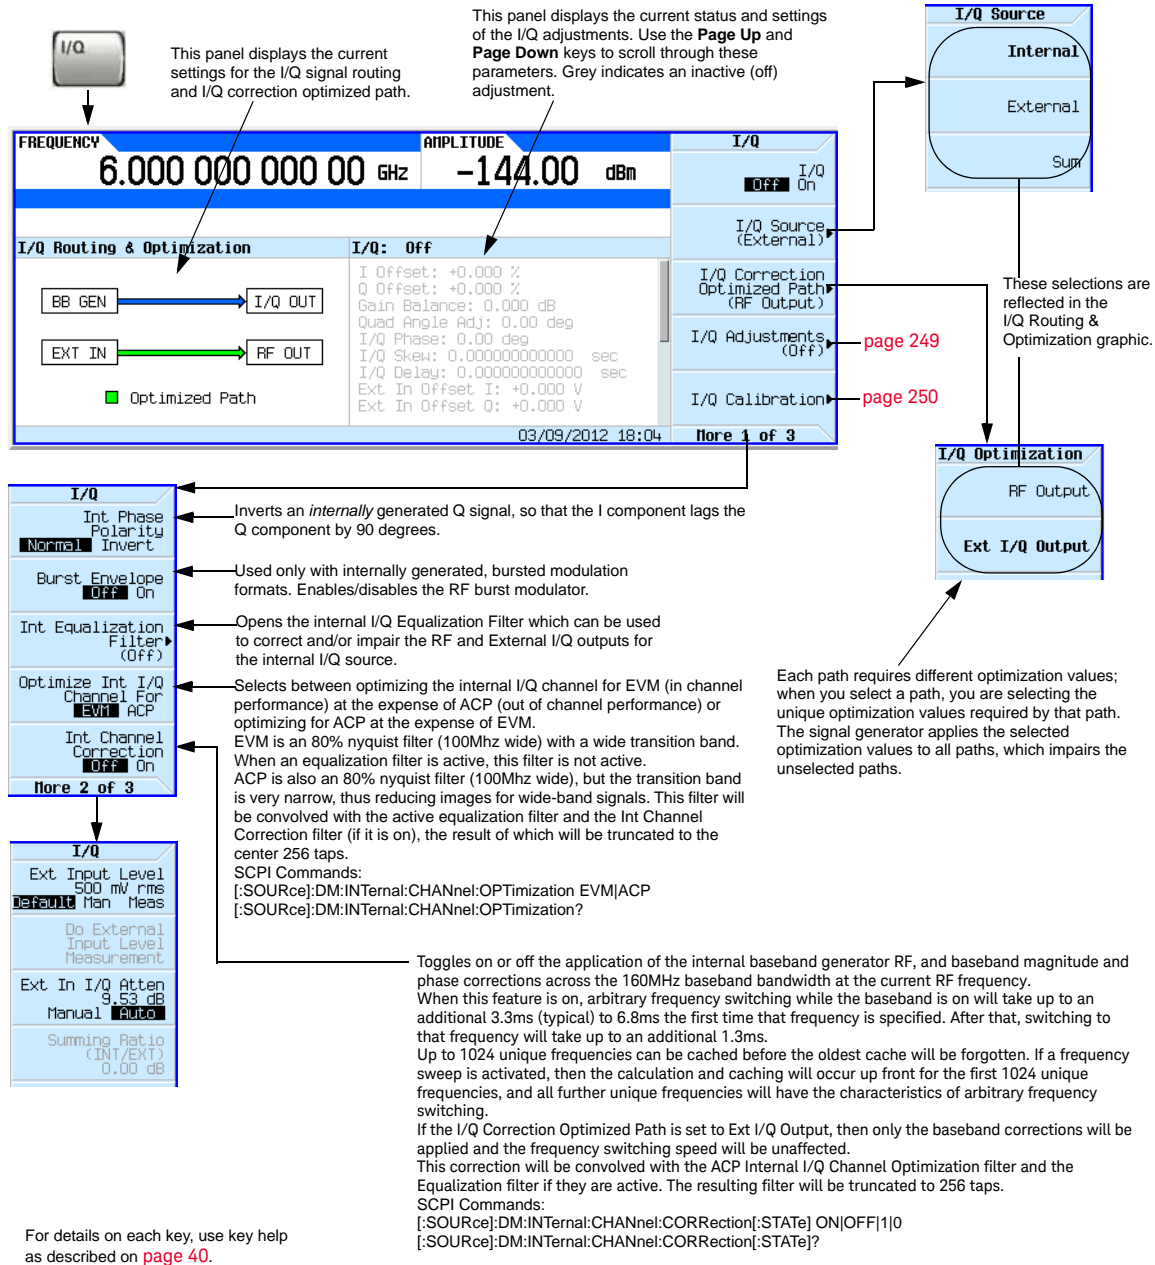 I/Q
This panel displays the current
settings for the I/Q signal routing
and I/Q correction optimized path.
This panel displays the current status and settings
of the I/Q adjustments. Use the Page Up and
Page Down keys to scroll through these
parameters. Grey indicates an inactive (off)
adjustment.
I/Q Source
Internal
External
Sum
FREQUENCY
6.000 000 000 00 GHz
AMPLITUDE
-144.00 dBm
I/Q Routing & Optimization
BB GEN
I/Q OUT
EXT IN
RF OUT
Optimized Path
I/Q: Off
I Offset: +0.000 %
Q Offset: +0.000 %
Gain Balance: 0.000 dB
Quad Angle Adj: 0.00 deg
I/Q Phase: 0.00 deg
I/Q Skew: 0.000000000000 sec
I/Q Delay: 0.000000000000 sec
Ext In Offset I: +0.000 V
Ext In Offset Q: +0.000 V
03/09/2012 18:04
I/Q
I/Q
Off On
I/Q Source
(External)
I/Q Correction
Optimized Path
(RF Output)
I/Q Adjustments
(Off)
I/Q Calibration
More 1 of 3
page 249
page 250
These selections are
reflected in the
I/Q Routing &
Optimization graphic.
I/Q Optimization
RF Output
Ext I/Q Output
Each path requires different optimization values;
when you select a path, you are selecting the
unique optimization values required by that path.
The signal generator applies the selected
optimization values to all paths, which impairs the
unselected paths.
I/Q
Int Phase
Polarity
Normal Invert
Burst Envelope
Off On
Int Equalization
Filter
(Off)
Optimize Int I/Q
Channel For
EVM ACP
Int Channel
Correction
Off On
More 2 of 3
Inverts an internally generated Q signal, so that the I component lags the
Q component by 90 degrees.
Used only with internally generated, bursted modulation
formats. Enables/disables the RF burst modulator.
Opens the internal I/Q Equalization Filter which can be used
to correct and/or impair the RF and External I/Q outputs for
the internal I/Q source.
Selects between optimizing the internal I/Q channel for EVM (in channel
performance) at the expense of ACP (out of channel performance) or
optimizing for ACP at the expense of EVM.
EVM is an 80% nyquist filter (100Mhz wide) with a wide transition band.
When an equalization filter is active, this filter is not active.
ACP is also an 80% nyquist filter (100Mhz wide), but the transition band
is very narrow, thus reducing images for wide-band signals. This filter will
be convolved with the active equalization filter and the Int Channel
Correction filter (if it is on), the result of which will be truncated to the
center 256 taps.
SCPI Commands:
[:SOURce]:DM:INTernal:CHANnel:OPTimization EVM|ACP
[:SOURce]:DM:INTernal:CHANnel:OPTimization?
I/Q
Ext Input Level
500 mV rms
Default Man Meas
Do External
Input Level
Measurement
Ext In I/Q Atten
9.53 dB
Manual Auto
Summing Ratio
(INT/EXT)
0.00 dB
Toggles on or off the application of the internal baseband generator RF, and baseband magnitude and
phase corrections across the 160MHz baseband bandwidth at the current RF frequency.
When this feature is on, arbitrary frequency switching while the baseband is on will take up to an
additional 3.3ms (typical) to 6.8ms the first time that frequency is specified. After that, switching to
that frequency will take up to an additional 1.3ms.
Up to 1024 unique frequencies can be cached before the oldest cache will be forgotten. If a frequency
sweep is activated, then the calculation and caching will occur up front for the first 1024 unique
frequencies, and all further unique frequencies will have the characteristics of arbitrary frequency
switching.
If the I/Q Correction Optimized Path is set to Ext I/Q Output, then only the baseband corrections will be
applied and the frequency switching speed will be unaffected.
This correction will be convolved with the ACP Internal I/Q Channel Optimization filter and the
Equalization filter if they are active. The resulting filter will be truncated to 256 taps.
SCPI Commands:
[:SOURce]:DM:INTernal:CHANnel:CORRection[:STATe] ON|OFF|1|0
[:SOURce]:DM:INTernal:CHANnel:CORRection[:STATe]?
For details on each key, use key help
as described on page 40.